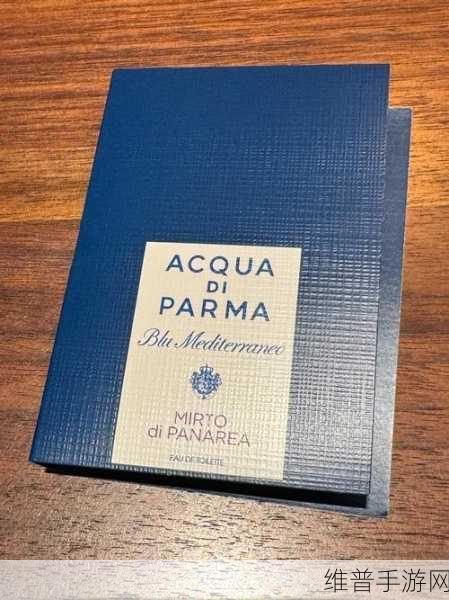 ACQUA
DI
PARMA
Blu Mediterraneo
MIRTO
di PANAREA
EAU DE TOILETTE
维普手游网